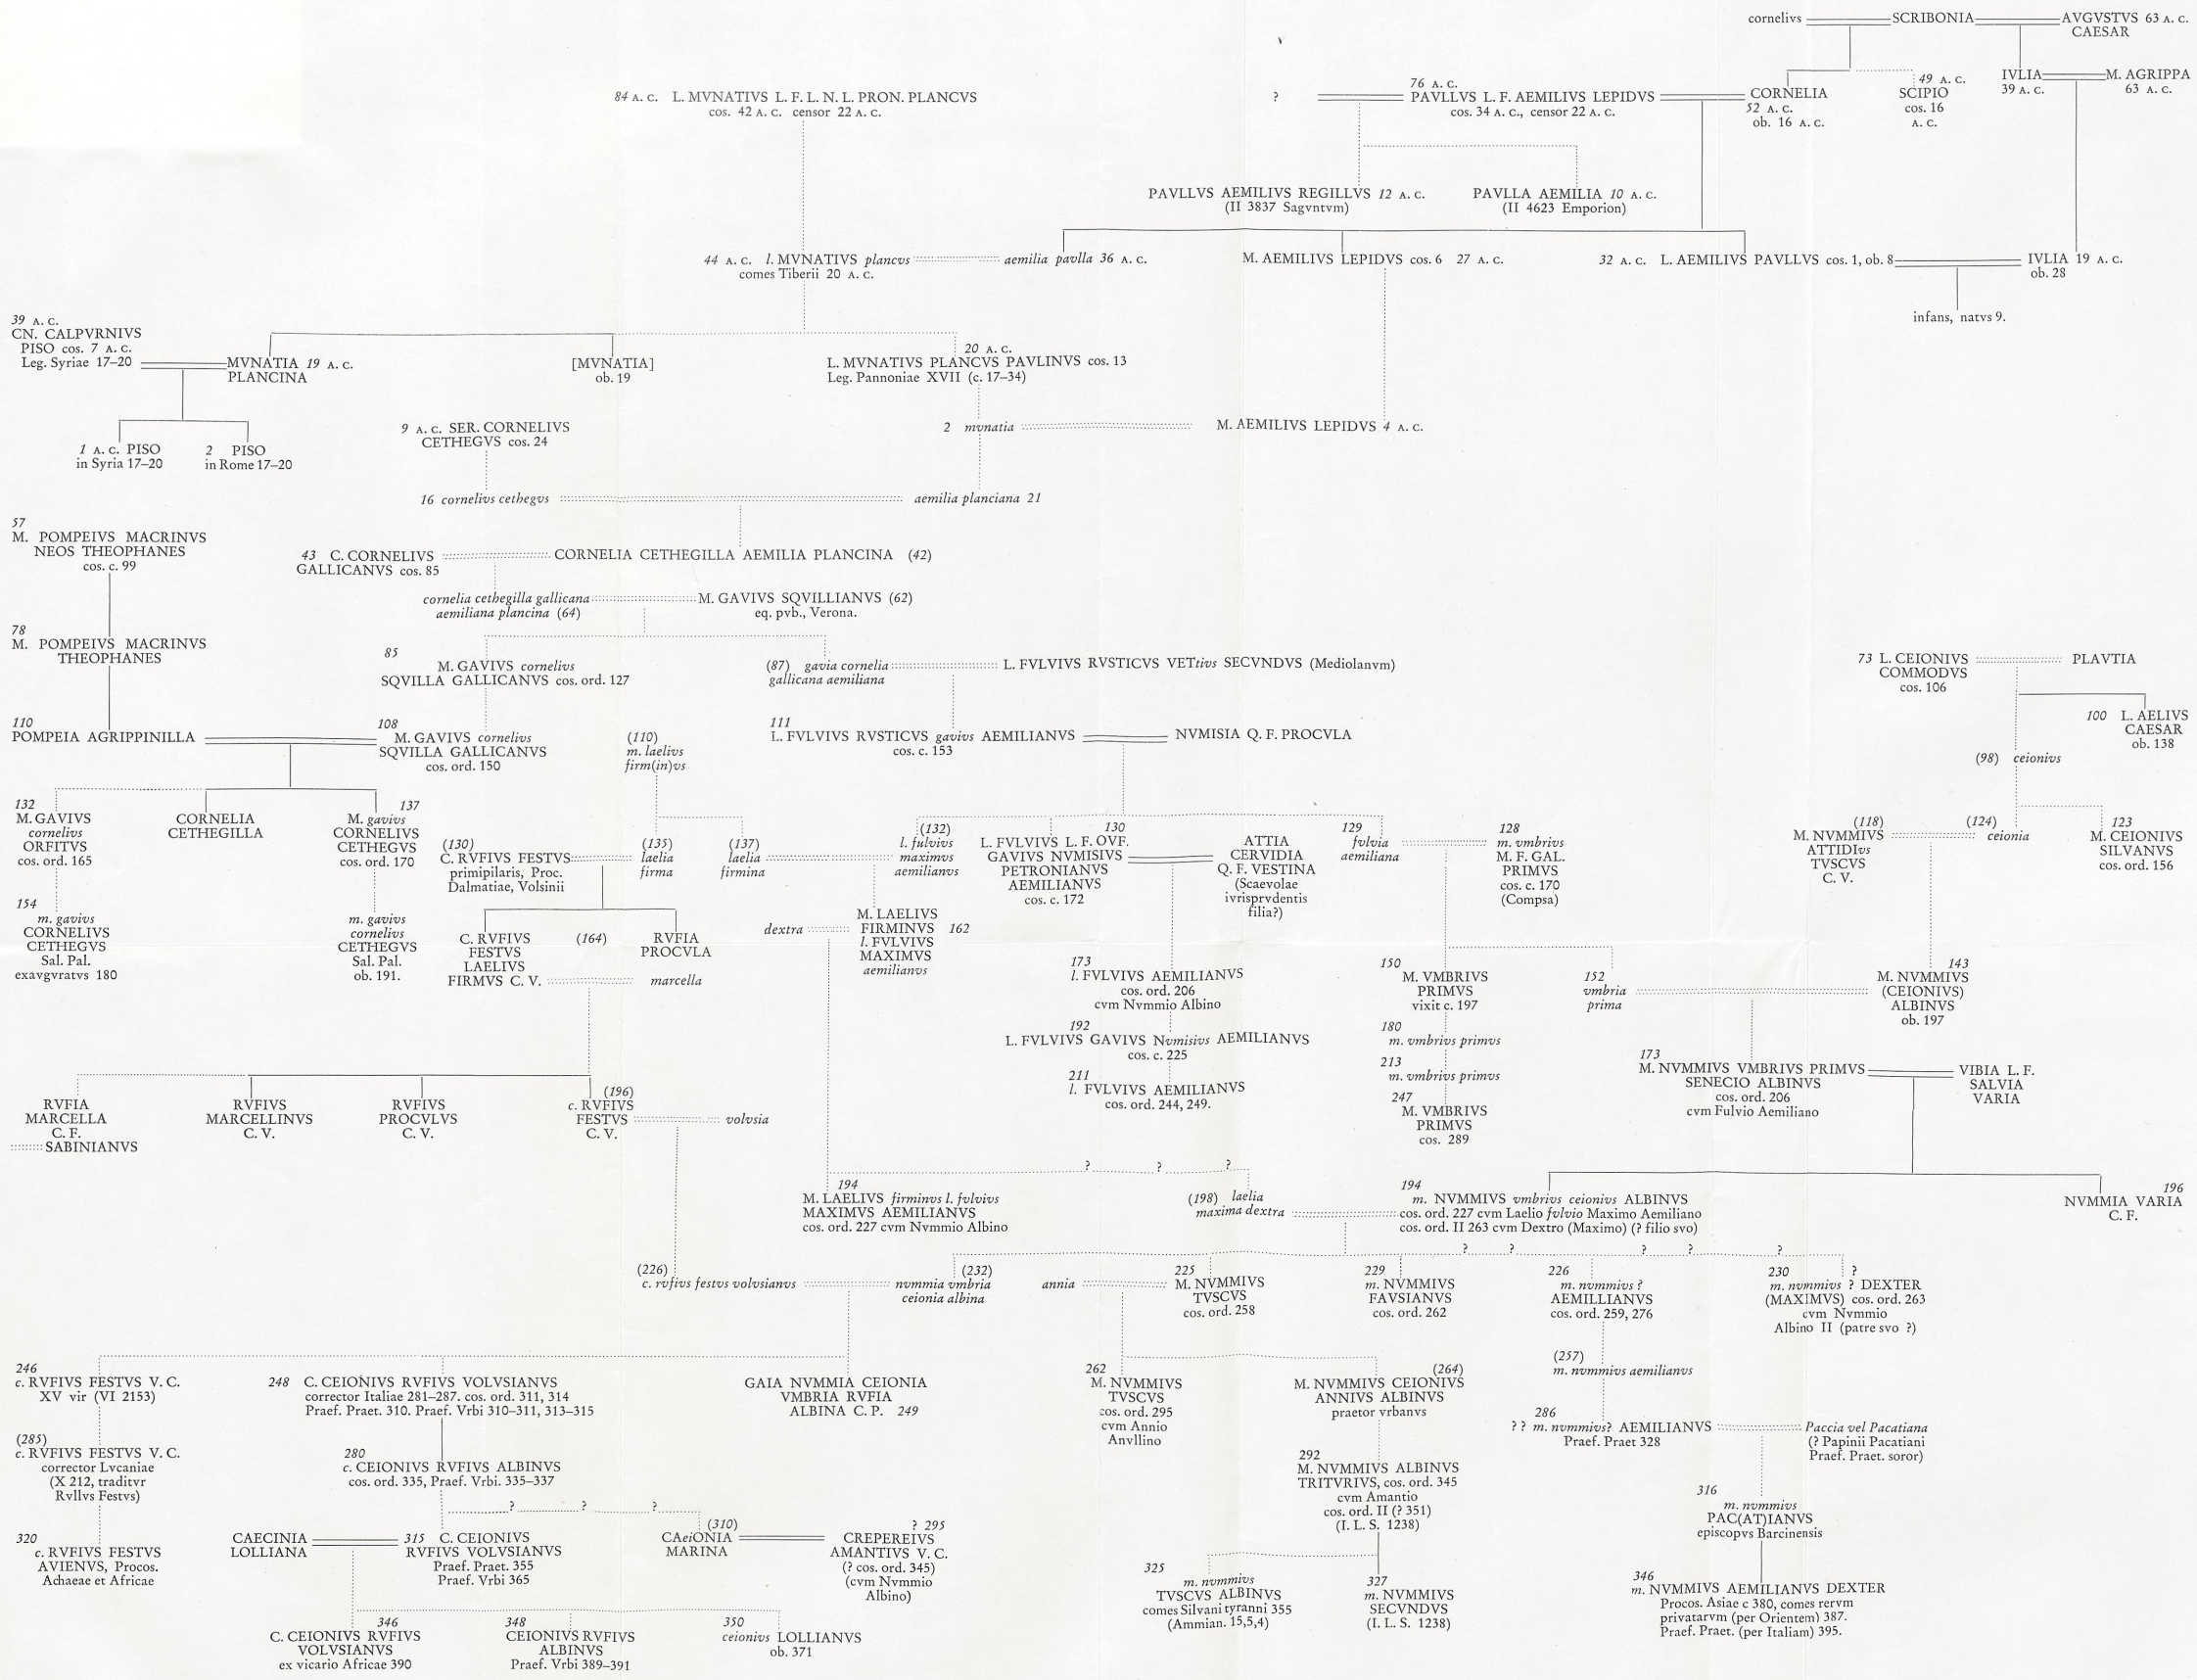 cornelivs SCRIBONIA AVGVSTVS 63 A. C.
CAESAR
84 A. C. L. MVNATIVS L. F. L. N. L. PRON. PLANCVS
cos. 42 A. C. censor 22 A. C.
?
76 A. C.
PAVLLVS L. F. AEMILIVS LEPIDVS
cos. 34 A. C., censor 22 A. C.
CORNELIA
52 A. C.
ob. 16 A. C.
49 A. C.
SCIPIO
cos. 16
A. C.
IVLIA
39 A. C.
M. AGRIPPA
63 A. C.
PAVLLVS AEMILIVS REGILLVS 12 A. C.
(II 3837 Sagvntvm)
PAVLLA AEMILIA 10 A. C.
(II 4623 Emporion)
44 A. C. l. MVNATIVS plancvs
comes Tiberii 20 A. C.
aemilia pavlla 36 A. C.
M. AEMILIVS LEPIDVS cos. 6 27 A. C.
32 A. C. L. AEMILIVS PAVLLVS cos. 1, ob. 8
IVLIA 19 A. C.
ob. 28
infans, natvs 9.
39 A. C.
CN. CALPVRNIVS
PISO cos. 7 A. C.
Leg. Syriae 17–20
MVNATIA 19 A. C.
PLANCINA
[MVNATIA]
ob. 19
20 A. C.
L. MVNATIVS PLANCVS PAVLINVS cos. 13
Leg. Pannoniae XVII (c. 17–34)
1 A. C. PISO
in Syria 17–20
2 PISO
in Rome 17–20
9 A. C. SER. CORNELIVS
CETHEGVS cos. 24
2 mvnatia
M. AEMILIVS LEPIDVS 4 A. C.
16 cornelivs cethegvs
aemilia planciana 21
57
M. POMPEIVS MACRINVS
NEOS THEOPHANES
cos. c. 99
43 C. CORNELIVS
GALLICANVS cos. 85
CORNELIA CETHEGILLA AEMILIA PLANCINA (42)
cornelia cethegilla gallicana
aemiliana plancina (64)
M. GAVIVS SQVILLIANVS (62)
eq. pvb., Verona.
78
M. POMPEIVS MACRINVS
THEOPHANES
85
M. GAVIVS cornelivs
SQVILLA GALLICANVS cos. ord. 127
(87) gavia cornelia
gallicana aemiliana
L. FVLVIVS RVSTICVS VETtivs SECVNDVS (Mediolanvm)
73 L. CEIONIVS
COMMODVS
cos. 106
PLAVTIA
100 L. AELIVS
CAESAR
ob. 138
(98) ceionivs
110
POMPEIA AGRIPPINILLA
108
M. GAVIVS cornelivs
SQVILLA GALLICANVS
cos. ord. 150
(110)
m. laelivs
firm(in)vs
111
L. FVLVIVS RVSTICVS gavivs AEMILIANVS
cos. c. 153
NVMISIA Q. F. PROCVLA
132
M. GAVIVS
cornelivs
ORFITVS
cos. ord. 165
CORNELIA
CETHEGILLA
137
M. gavivs
CORNELIVS
CETHEGVS
cos. ord. 170
(130)
C. RVFIVS FESTVS
primipilaris, Proc.
Dalmatiae, Volsinii
(135)
laelia
firma
(137)
laelia
firmina
(132)
l. fvlvivs
maximvs
aemilianvs
130
L. FVLVIVS L. F. OVF.
GAVIVS NVMISIVS
PETRONIANVS
AEMILIANVS
cos. c. 172
ATTIA
CERVIDIA
Q. F. VESTINA
(Scaevolae
ivrisprvdentis
filia?)
129
fvlvia
aemiliana
128
m. vmbrivs
M. F. GAL.
PRIMVS
cos. c. 170
(Compsa)
(118)
M. NVMMIVS
ATTIDIvs
TVSCVS
C. V.
(124)
ceionia
123
M. CEIONIVS
SILVANVS
cos. ord. 156
154
m. gavivs
CORNELIVS
CETHEGVS
Sal. Pal.
exavgvratvs 180
m. gavivs
cornelivs
CETHEGVS
Sal. Pal.
ob. 191.
C. RVFIVS
FESTVS
LAELIVS
FIRMVS C. V.
(164)
RVFIA
PROCVLA
marcella
dextra
M. LAELIVS
FIRMINVS 162
l. FVLVIVS
MAXIMVS
aemilianvs
173
l. FVLVIVS AEMILIANVS
cos. ord. 206
cvm Nvmmio Albino
150
M. VMBRIVS
PRIMVS
vixit c. 197
152
vmbria
prima
143
M. NVMMIVS
(CEIONIVS)
ALBINVS
ob. 197
192
L. FVLVIVS GAVIVS Nvmisivs AEMILIANVS
cos. c. 225
180
m. vmbrivs primvs
211
l. FVLVIVS AEMILIANVS
cos. ord. 244, 249.
213
m. vmbrivs primvs
247
M. VMBRIVS
PRIMVS
cos. 289
173
M. NVMMIVS VMBRIVS PRIMVS
SENECIO ALBINVS
cos. ord. 206
cvm Fulvio Aemiliano
VIBIA L. F.
SALVIA
VARIA
RVFIA
MARCELLA
C. F.
SABINIANVS
RVFIVS
MARCELLINVS
C. V.
RVFIVS
PROCVLVS
C. V.
(196)
c. RVFIVS
FESTVS
C. V.
volvsia
? ? ?
194
M. LAELIVS firminvs l. fvlvivs
MAXIMVS AEMILIANVS
cos. ord. 227 cvm Nvmmio Albino
(198) laelia
maxima dextra
194
m. NVMMIVS vmbrivs ceionivs ALBINVS
cos. ord. 227 cvm Laelio fvlvio Maximo Aemiliano
cos. ord. II 263 cvm Dextro (Maximo) (? filio svo)
196
NVMMIA VARIA
C. F.
? ? ? ? ?
(226)
c. rvfivs festvs volvsianvs
(232)
nvmmia vmbria
ceionia albina
annia
225
M. NVMMIVS
TVSCVS
cos. ord. 258
229
m. NVMMIVS
FAVSIANVS
cos. ord. 262
226
m. nvmmivs ?
AEMILLIANVS
cos. ord. 259, 276
230 ?
m. nvmmivs ? DEXTER
(MAXIMVS) cos. ord. 263
cvm Nvmmio
Albino II (patre svo ?)
246
c. RVFIVS FESTVS V. C.
XV vir (VI 2153)
248 C. CEIONIVS RVFIVS VOLVSIANVS
corrector Italiae 281–287. cos. ord. 311, 314
Praef. Praet. 310. Praef. Vrbi 310–311, 313–315
GAIA NVMMIA CEIONIA
VMBRIA RVFIA
ALBINA C. P. 249
262
M. NVMMIVS
TVSCVS
cos. ord. 295
cvm Annio
Anvllino
(264)
M. NVMMIVS CEIONIVS
ANNIVS ALBINVS
praetor vrbanvs
(257)
m. nvmmivs aemilianvs
286
? ? m. nvmmivs? AEMILIANVS
Praef. Praet 328
Paccia vel Pacatiana
(? Papinii Pacatiani
Praef. Praet. soror)
(285)
c. RVFIVS FESTVS V. C.
corrector Lvcaniae
(X 212, traditvr
Rvllvs Festvs)
280
c. CEIONIVS RVFIVS ALBINVS
cos. ord. 335, Praef. Vrbi. 335–337
292
M. NVMMIVS ALBINVS
TRITVRIVS, cos. ord. 345
cvm Amantio
cos. ord. II (? 351)
(I. L. S. 1238)
316
m. nvmmivs
PAC(AT)IANVS
episcopvs Barcinensis
? ? ?
320
c. RVFIVS FESTVS
AVIENVS, Procos.
Achaeae et Africae
CAECINIA
LOLLIANA
315 C. CEIONIVS
RVFIVS VOLVSIANVS
Praef. Praet. 355
Praef. Vrbi 365
(310)
CAeiONIA
MARINA
? 295
CREPEREIVS
AMANTIVS V. C.
(? cos. ord. 345)
(cvm Nvmmio
Albino)
325
m. nvmmivs
TVSCVS ALBINVS
comes Silvani tyranni 355
(Ammian. 15,5,4)
327
m. NVMMIVS
SECVNDVS
(I. L. S. 1238)
346
m. NVMMIVS AEMILIANVS DEXTER
Procos. Asiae c 380, comes rervm
privatarvm (per Orientem) 387.
Praef. Praet. (per Italiam) 395.
346
C. CEIONIVS RVFIVS
VOLVSIANVS
ex vicario Africae 390
348
CEIONIVS RVFIVS
ALBINVS
Praef. Vrbi 389–391
350
ceionivs LOLLIANVS
ob. 371